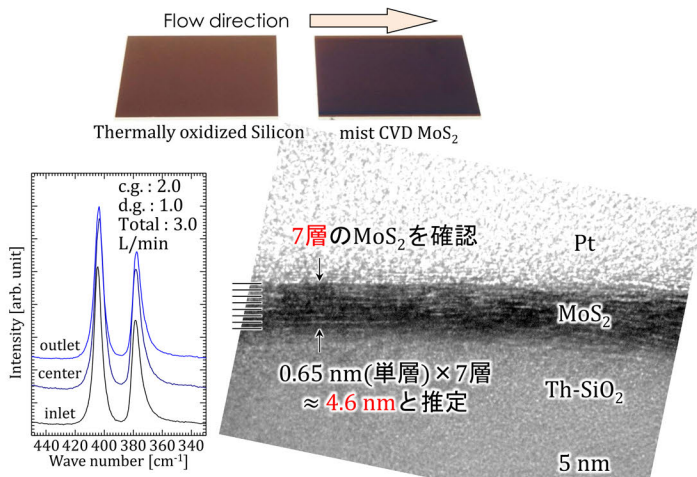 Flow direction
Thermally oxidized Silicon
mist CVD MoS₂
c.g. : 2.0
d.g. : 1.0
Total : 3.0
L/min
Intensity [arb. unit]
outlet
center
inlet
440 420 400 380 360 340
Wave number [cm⁻¹]
7層のMoS₂を確認
Pt
MoS₂
0.65 nm(単層)×7層
≈ 4.6 nmと推定
Th-SiO₂
5 nm